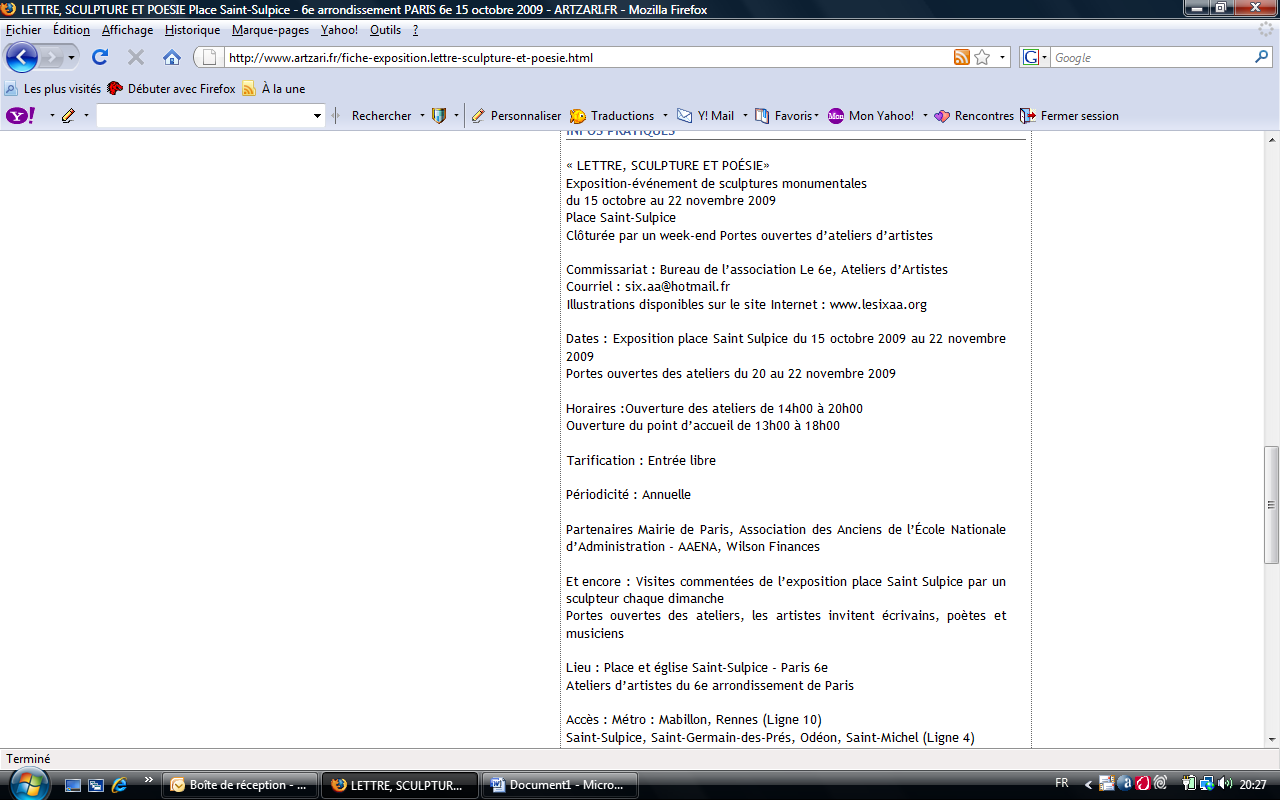 LETTRE, SCULPTURE ET POESIE Place Saint-Sulpice - 6e arrondissement PARIS 6e 15 octobre 2009 - ARTZARI.FR - Mozilla Firefox
Fichier Édition Affichage Historique Marque-pages Yahoo! Outils ?
http://www.artzari.fr/fiche-exposition.lettre-sculpture-et-poesie.html
G Google
Les plus visités Débuter avec Firefox À la une
Y! Rechercher Personnaliser Traductions Y! Mail Favoris Mon Yahoo! Rencontres Fermer session
INFOS PRATIQUES
« LETTRE, SCULPTURE ET POÉSIE»
Exposition-événement de sculptures monumentales
du 15 octobre au 22 novembre 2009
Place Saint-Sulpice
Clôturée par un week-end Portes ouvertes d’ateliers d’artistes
Commissariat : Bureau de l’association Le 6e, Ateliers d’Artistes
Courriel : six.aa@hotmail.fr
Illustrations disponibles sur le site Internet : www.lesixaa.org
Dates : Exposition place Saint Sulpice du 15 octobre 2009 au 22 novembre
2009
Portes ouvertes des ateliers du 20 au 22 novembre 2009
Horaires :Ouverture des ateliers de 14h00 à 20h00
Ouverture du point d’accueil de 13h00 à 18h00
Tarification : Entrée libre
Périodicité : Annuelle
Partenaires Mairie de Paris, Association des Anciens de l’École Nationale
d’Administration - AAENA, Wilson Finances
Et encore : Visites commentées de l’exposition place Saint Sulpice par un
sculpteur chaque dimanche
Portes ouvertes des ateliers, les artistes invitent écrivains, poètes et
musiciens
Lieu : Place et église Saint-Sulpice - Paris 6e
Ateliers d’artistes du 6e arrondissement de Paris
Accès : Métro : Mabillon, Rennes (Ligne 10)
Saint-Sulpice, Saint-Germain-des-Prés, Odéon, Saint-Michel (Ligne 4)
Terminé
» Boîte de réception - ... LETTRE, SCULPTUR... Document1 - Micro... FR < 20:27